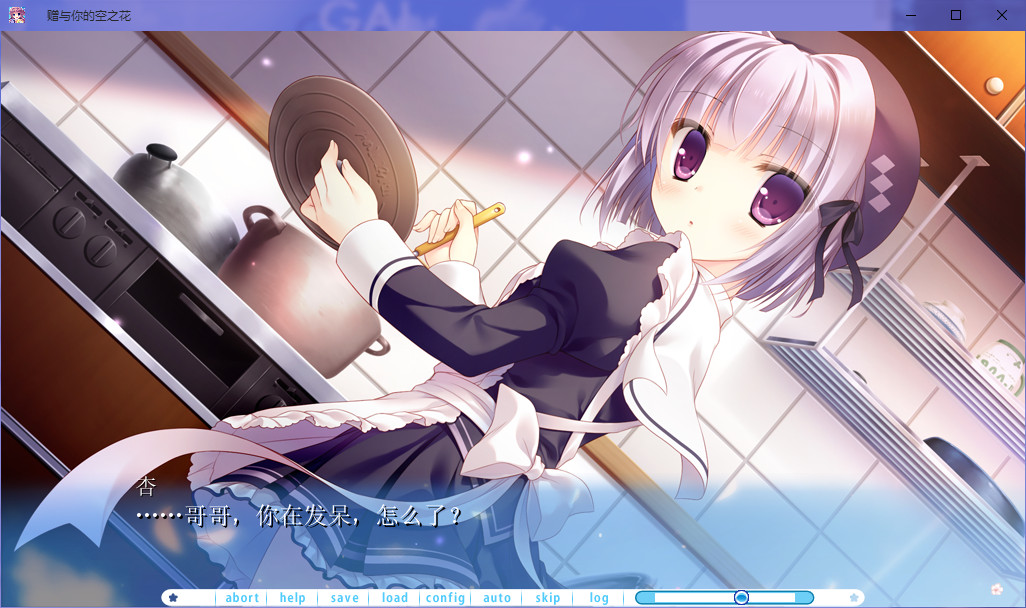 赠与你的空之花
杏
……哥哥，你在发呆，怎么了？
abort help save load config auto skip log